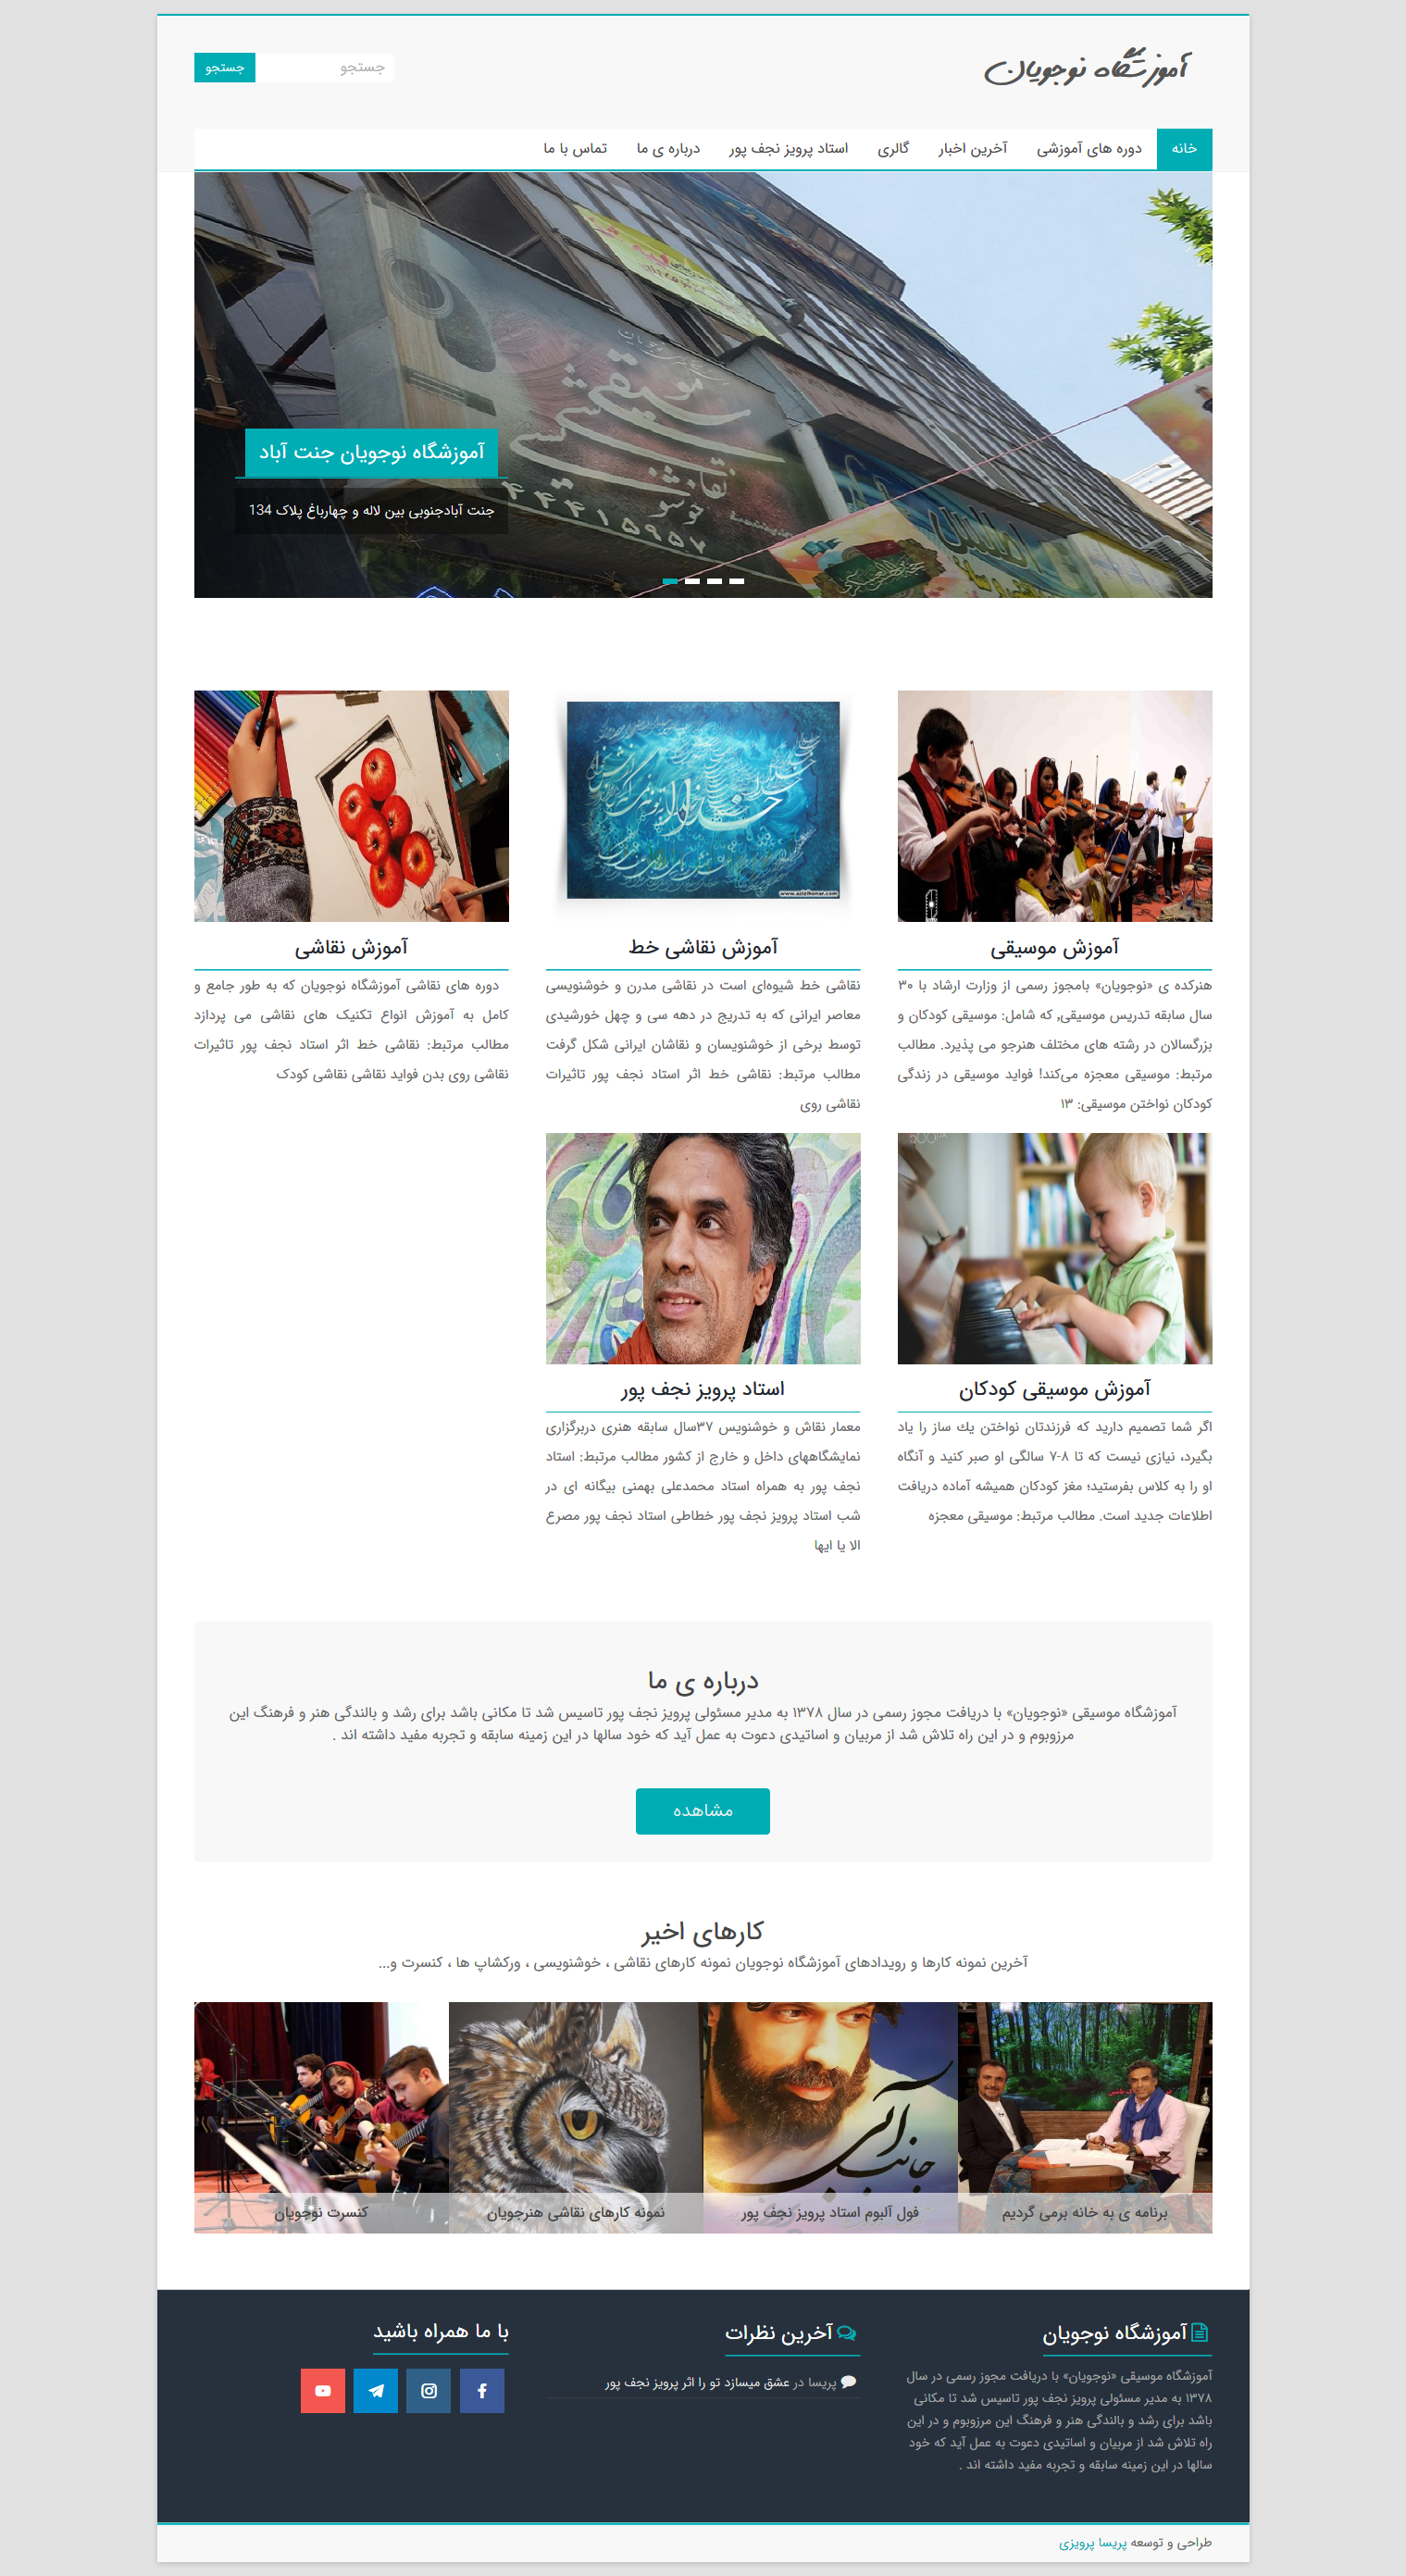 آموزشگاه نوجویان
جستجو
جستجو
خانه
دوره های آموزشی
آخرین اخبار
گالری
استاد پرویز نجف پور
درباره ی ما
تماس با ما
نوجویان
موسیقی
نقاشی
خوشنو
۴۴۴۱۵۹۵۷
آموزشگاه نوجویان جنت آباد
جنت آبادجنوبی بین لاله و چهارباغ پلاک 134
www.azizihonar.com
آموزش موسیقی
هنرکده ی «نوجویان» بامجوز رسمی از وزارت ارشاد با ۳۰
سال سابقه تدریس موسیقی٬ که شامل: موسیقی کودکان و
بزرگسالان در رشته های مختلف هنرجو می پذیرد. مطالب
مرتبط: موسیقی معجزه می‌کند! فواید موسیقی در زندگی
کودکان نواختن موسیقی: ۱۳
آموزش نقاشی خط
نقاشی خط شیوه‌ای است در نقاشی مدرن و خوشنویسی
معاصر ایرانی که به تدریج در دهه سی و چهل خورشیدی
توسط برخی از خوشنویسان و نقاشان ایرانی شکل گرفت
مطالب مرتبط: نقاشی خط اثر استاد نجف پور تاثیرات
نقاشی روی
آموزش نقاشی
دوره های نقاشی آموزشگاه نوجویان که به طور جامع و
کامل به آموزش انواع تکنیک های نقاشی می پردازد
مطالب مرتبط: نقاشی خط اثر استاد نجف پور تاثیرات
نقاشی روی بدن فواید نقاشی نقاشی کودک
آموزش موسیقی کودکان
اگر شما تصمیم دارید که فرزندتان نواختن یك ساز را یاد
بگیرد، نیازی نیست که تا ۸-۷ سالگی او صبر کنید و آنگاه
او را به کلاس بفرستید؛ مغز کودکان همیشه آماده دریافت
اطلاعات جدید است. مطالب مرتبط: موسیقی معجزه
استاد پرویز نجف پور
معمار نقاش و خوشنویس ۳۷سال سابقه هنری دربرگزاری
نمایشگاههای داخل و خارج از کشور مطالب مرتبط: استاد
نجف پور به همراه استاد محمدعلی بهمنی بیگانه ای در
شب استاد پرویز نجف پور خطاطی استاد نجف پور مصرع
الا یا ایها
درباره ی ما
آموزشگاه موسیقی «نوجویان» با دریافت مجوز رسمی در سال ۱۳۷۸ به مدیر مسئولی پرویز نجف پور تاسیس شد تا مکانی باشد برای رشد و بالندگی هنر و فرهنگ این
مرزوبوم و در این راه تلاش شد از مربیان و اساتیدی دعوت به عمل آید که خود سالها در این زمینه سابقه و تجربه مفید داشته اند .
مشاهده
کارهای اخیر
آخرین نمونه کارها و رویدادهای آموزشگاه نوجویان نمونه کارهای نقاشی ، خوشنویسی ، ورکشاپ ها ، کنسرت و...
برنامه ی به خانه برمی گردیم
فول آلبوم استاد پرویز نجف پور
نمونه کارهای نقاشی هنرجویان
کنسرت نوجویان
آموزشگاه نوجویان
آموزشگاه موسیقی «نوجویان» با دریافت مجوز رسمی در سال
۱۳۷۸ به مدیر مسئولی پرویز نجف پور تاسیس شد تا مکانی
باشد برای رشد و بالندگی هنر و فرهنگ این مرزوبوم و در این
راه تلاش شد از مربیان و اساتیدی دعوت به عمل آید که خود
سالها در این زمینه سابقه و تجربه مفید داشته اند .
آخرین نظرات
پریسا در عشق میسازد تو را اثر پرویز نجف پور
با ما همراه باشید
طراحی و توسعه پریسا پرویزی